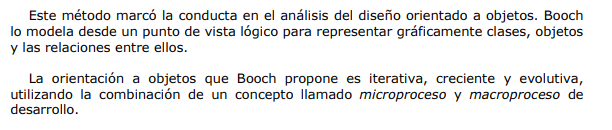 Este método marcó la conducta en el análisis del diseño orientado a objetos. Booch
lo modela desde un punto de vista lógico para representar gráficamente clases, objetos
y las relaciones entre ellos.
La orientación a objetos que Booch propone es iterativa, creciente y evolutiva,
utilizando la combinación de un concepto llamado microproceso y macroproceso de
desarrollo.